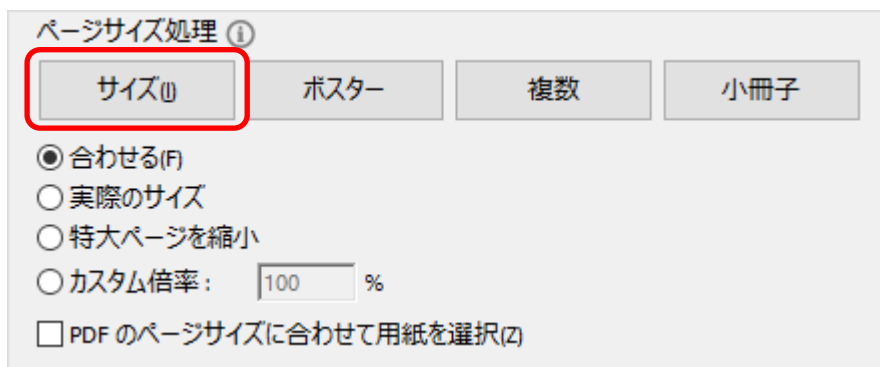 ページサイズ処理 i
サイズ(I) ポスター 複数 小冊子
合わせる(F)
実際のサイズ
特大ページを縮小
カスタム倍率: 100 %
PDF のページサイズに合わせて用紙を選択(Z)